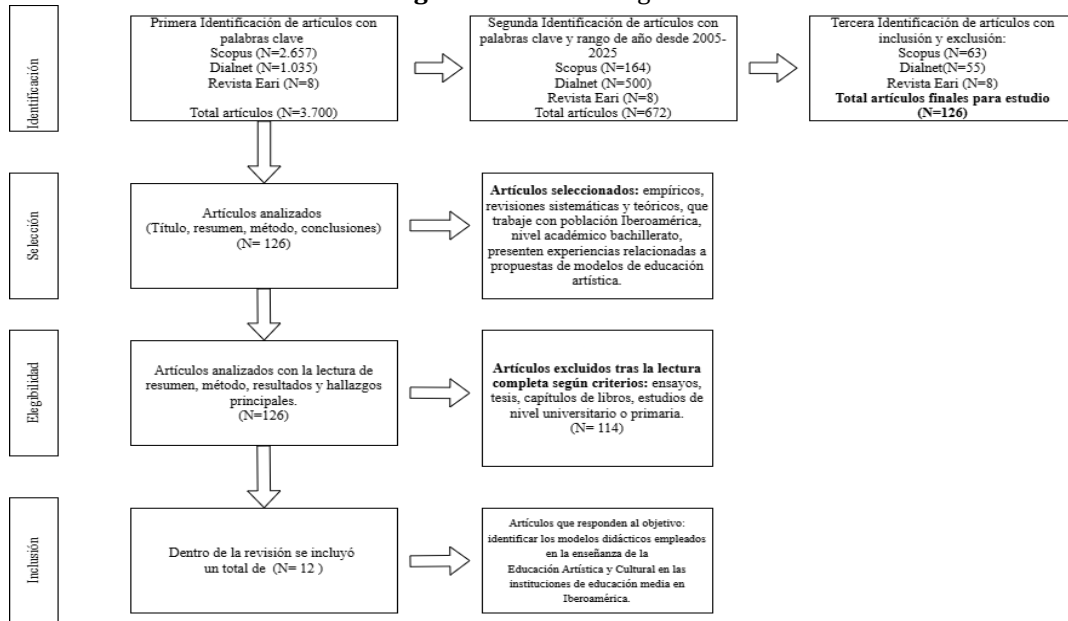 Identificación
Primera Identificación de artículos con
palabras clave
Scopus (N=2.657)
Dialnet (N=1.035)
Revista Eari (N=8)
Total artículos (N=3.700)
Segunda Identificación de artículos con
palabras clave y rango de año desde 2005-
2025
Scopus (N=164)
Dialnet (N=500)
Revista Eari (N=8)
Total artículos (N=672)
Tercera Identificación de artículos con
inclusión y exclusión:
Scopus (N=63)
Dialnet(N=55)
Revista Eari (N=8)
Total artículos finales para estudio
(N=126)
Selección
Artículos analizados
(Título, resumen, método, conclusiones)
(N= 126)
Artículos seleccionados: empíricos,
revisiones sistemáticas y teóricos, que
trabaje con población Iberoamérica,
nivel académico bachillerato,
presenten experiencias relacionadas a
propuestas de modelos de educación
artística.
Elegibilidad
Artículos analizados con la lectura de
resumen, método, resultados y hallazgos
principales.
(N=126)
Artículos excluidos tras la lectura
completa según criterios: ensayos,
tesis, capítulos de libros, estudios de
nivel universitario o primaria.
(N= 114)
Inclusión
Dentro de la revisión se incluyó
un total de (N= 12 )
Artículos que responden al objetivo:
identificar los modelos didácticos empleados
en la enseñanza de la
Educación Artística y Cultural en las
instituciones de educación media en
Iberoamérica.